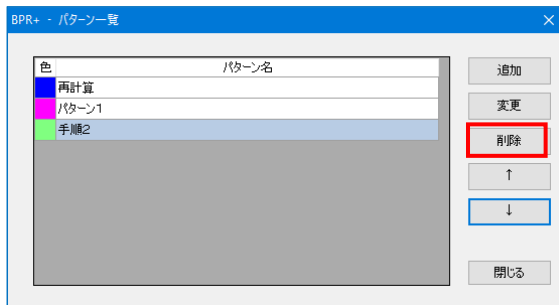 BPR+ - パターン一覧
色 パターン名
再計算
パターン1
手順2
追加
変更
削除
↑
↓
閉じる